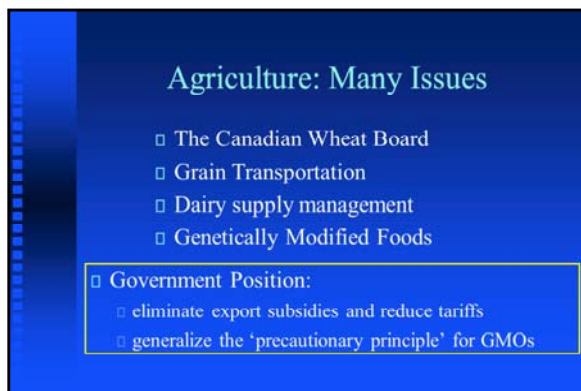 Agriculture: Many Issues
The Canadian Wheat Board
Grain Transportation
Dairy supply management
Genetically Modified Foods
Government Position:
eliminate export subsidies and reduce tariffs
generalize the ‘precautionary principle’ for GMOs